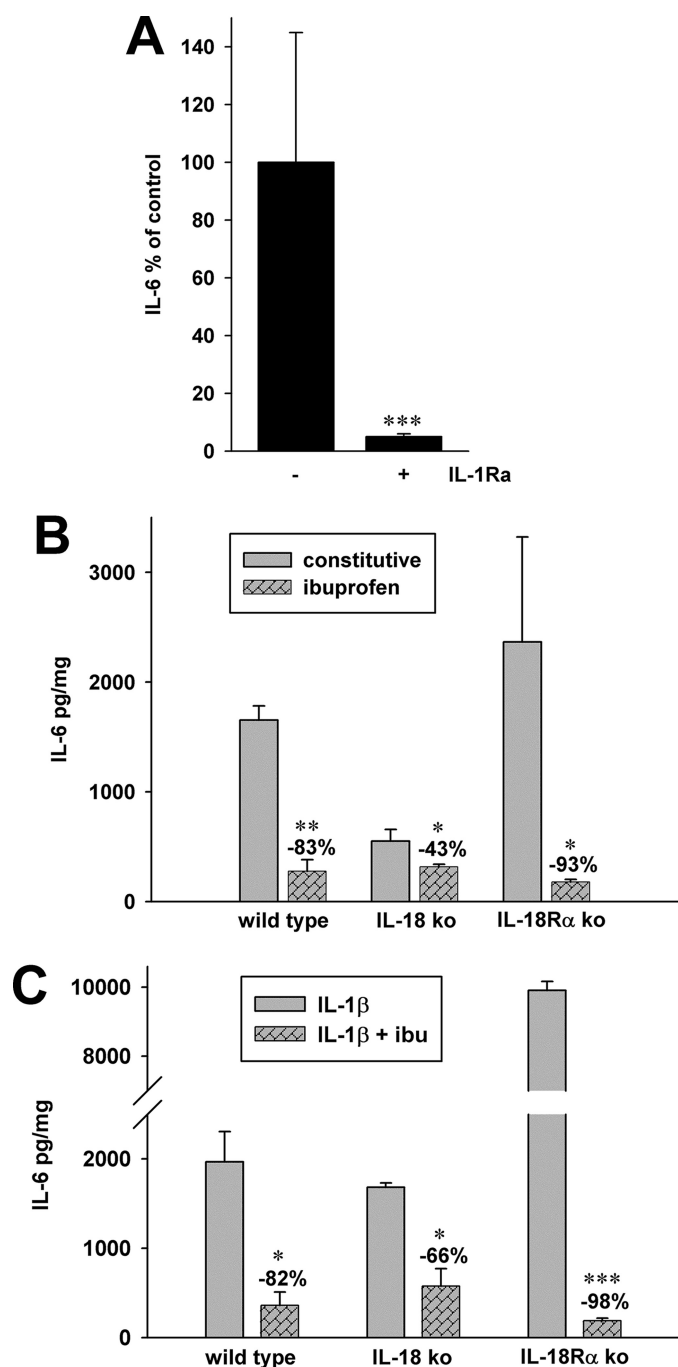 A
140
120
100
80
60
40
20
0
IL-6 % of control
***
- + IL-1Ra
B
constitutive
ibuprofen
3000
2000
1000
0
IL-6 pg/mg
**
-83%
*
-43%
*
-93%
wild type IL-18 ko IL-18Rα ko
C
IL-1β
IL-1β + ibu
10000
8000
2000
1000
0
IL-6 pg/mg
*
-82%
*
-66%
***
-98%
wild type IL-18 ko IL-18Rα ko